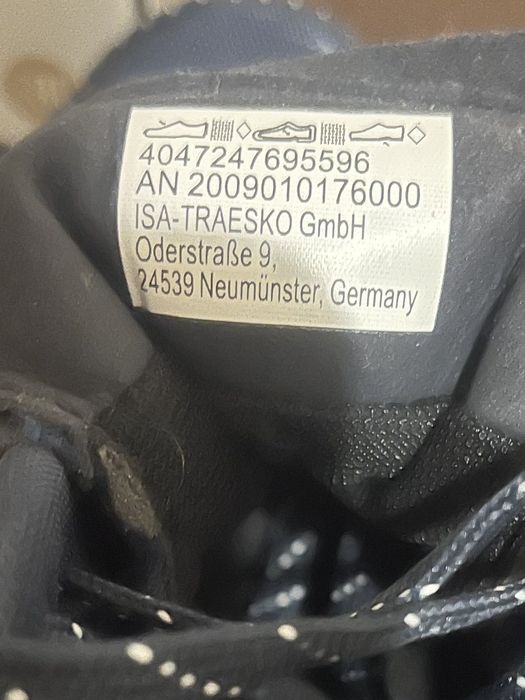 4047247695596
AN 2009010176000
ISA-TRAESKO GmbH
Oderstraße 9,
24539 Neumünster, Germany